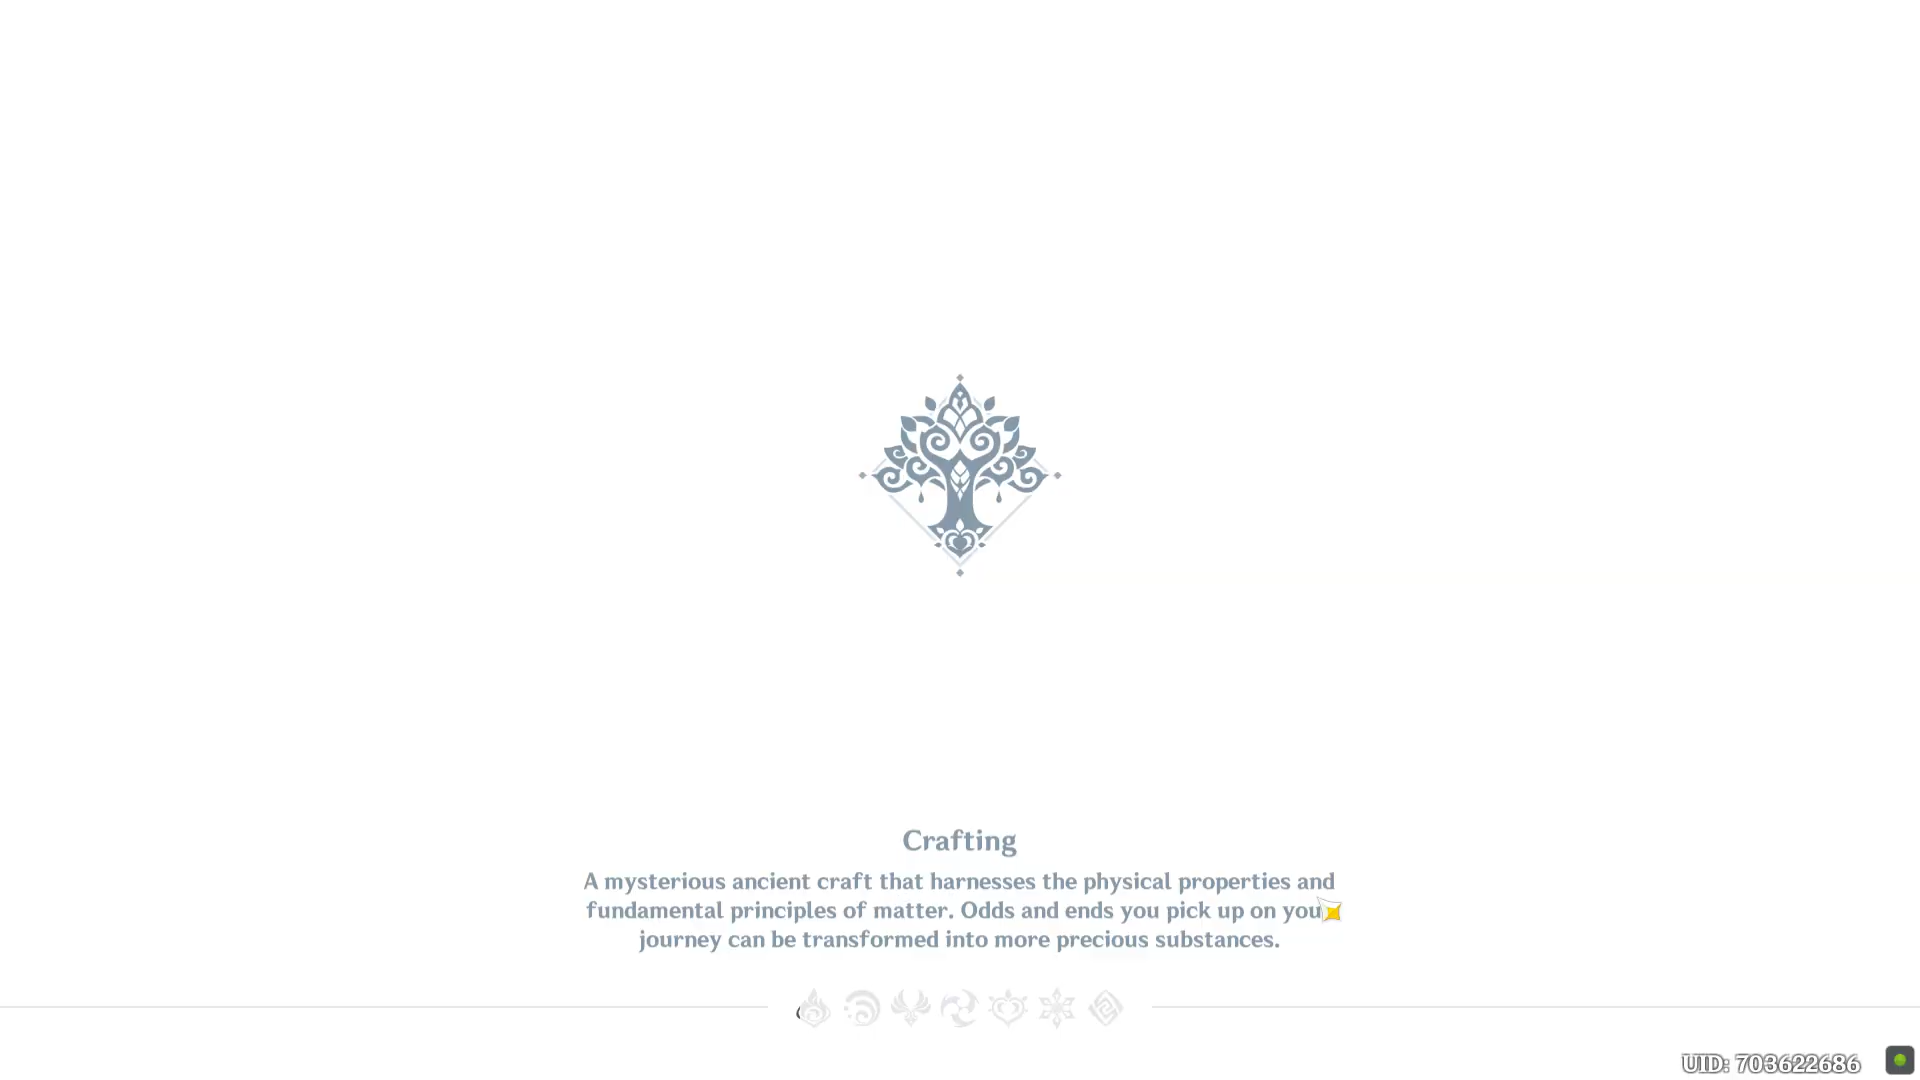 Crafting
A mysterious ancient craft that harnesses the physical properties and
fundamental principles of matter. Odds and ends you pick up on you
journey can be transformed into more precious substances.
UID: 703622686